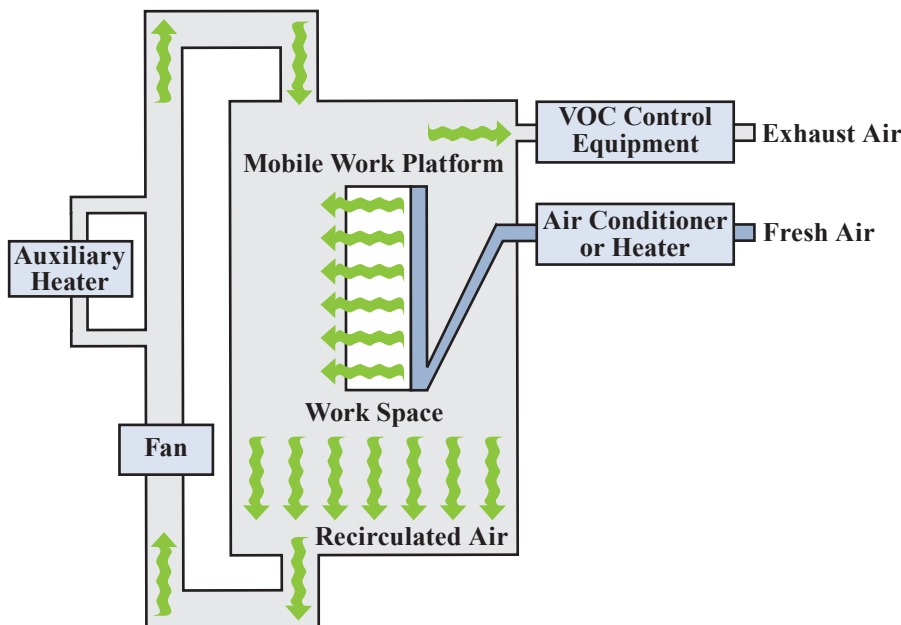 VOC Control
Equipment
Exhaust Air
Mobile Work Platform
Air Conditioner
or Heater
Fresh Air
Auxiliary
Heater
Work Space
Fan
Recirculated Air